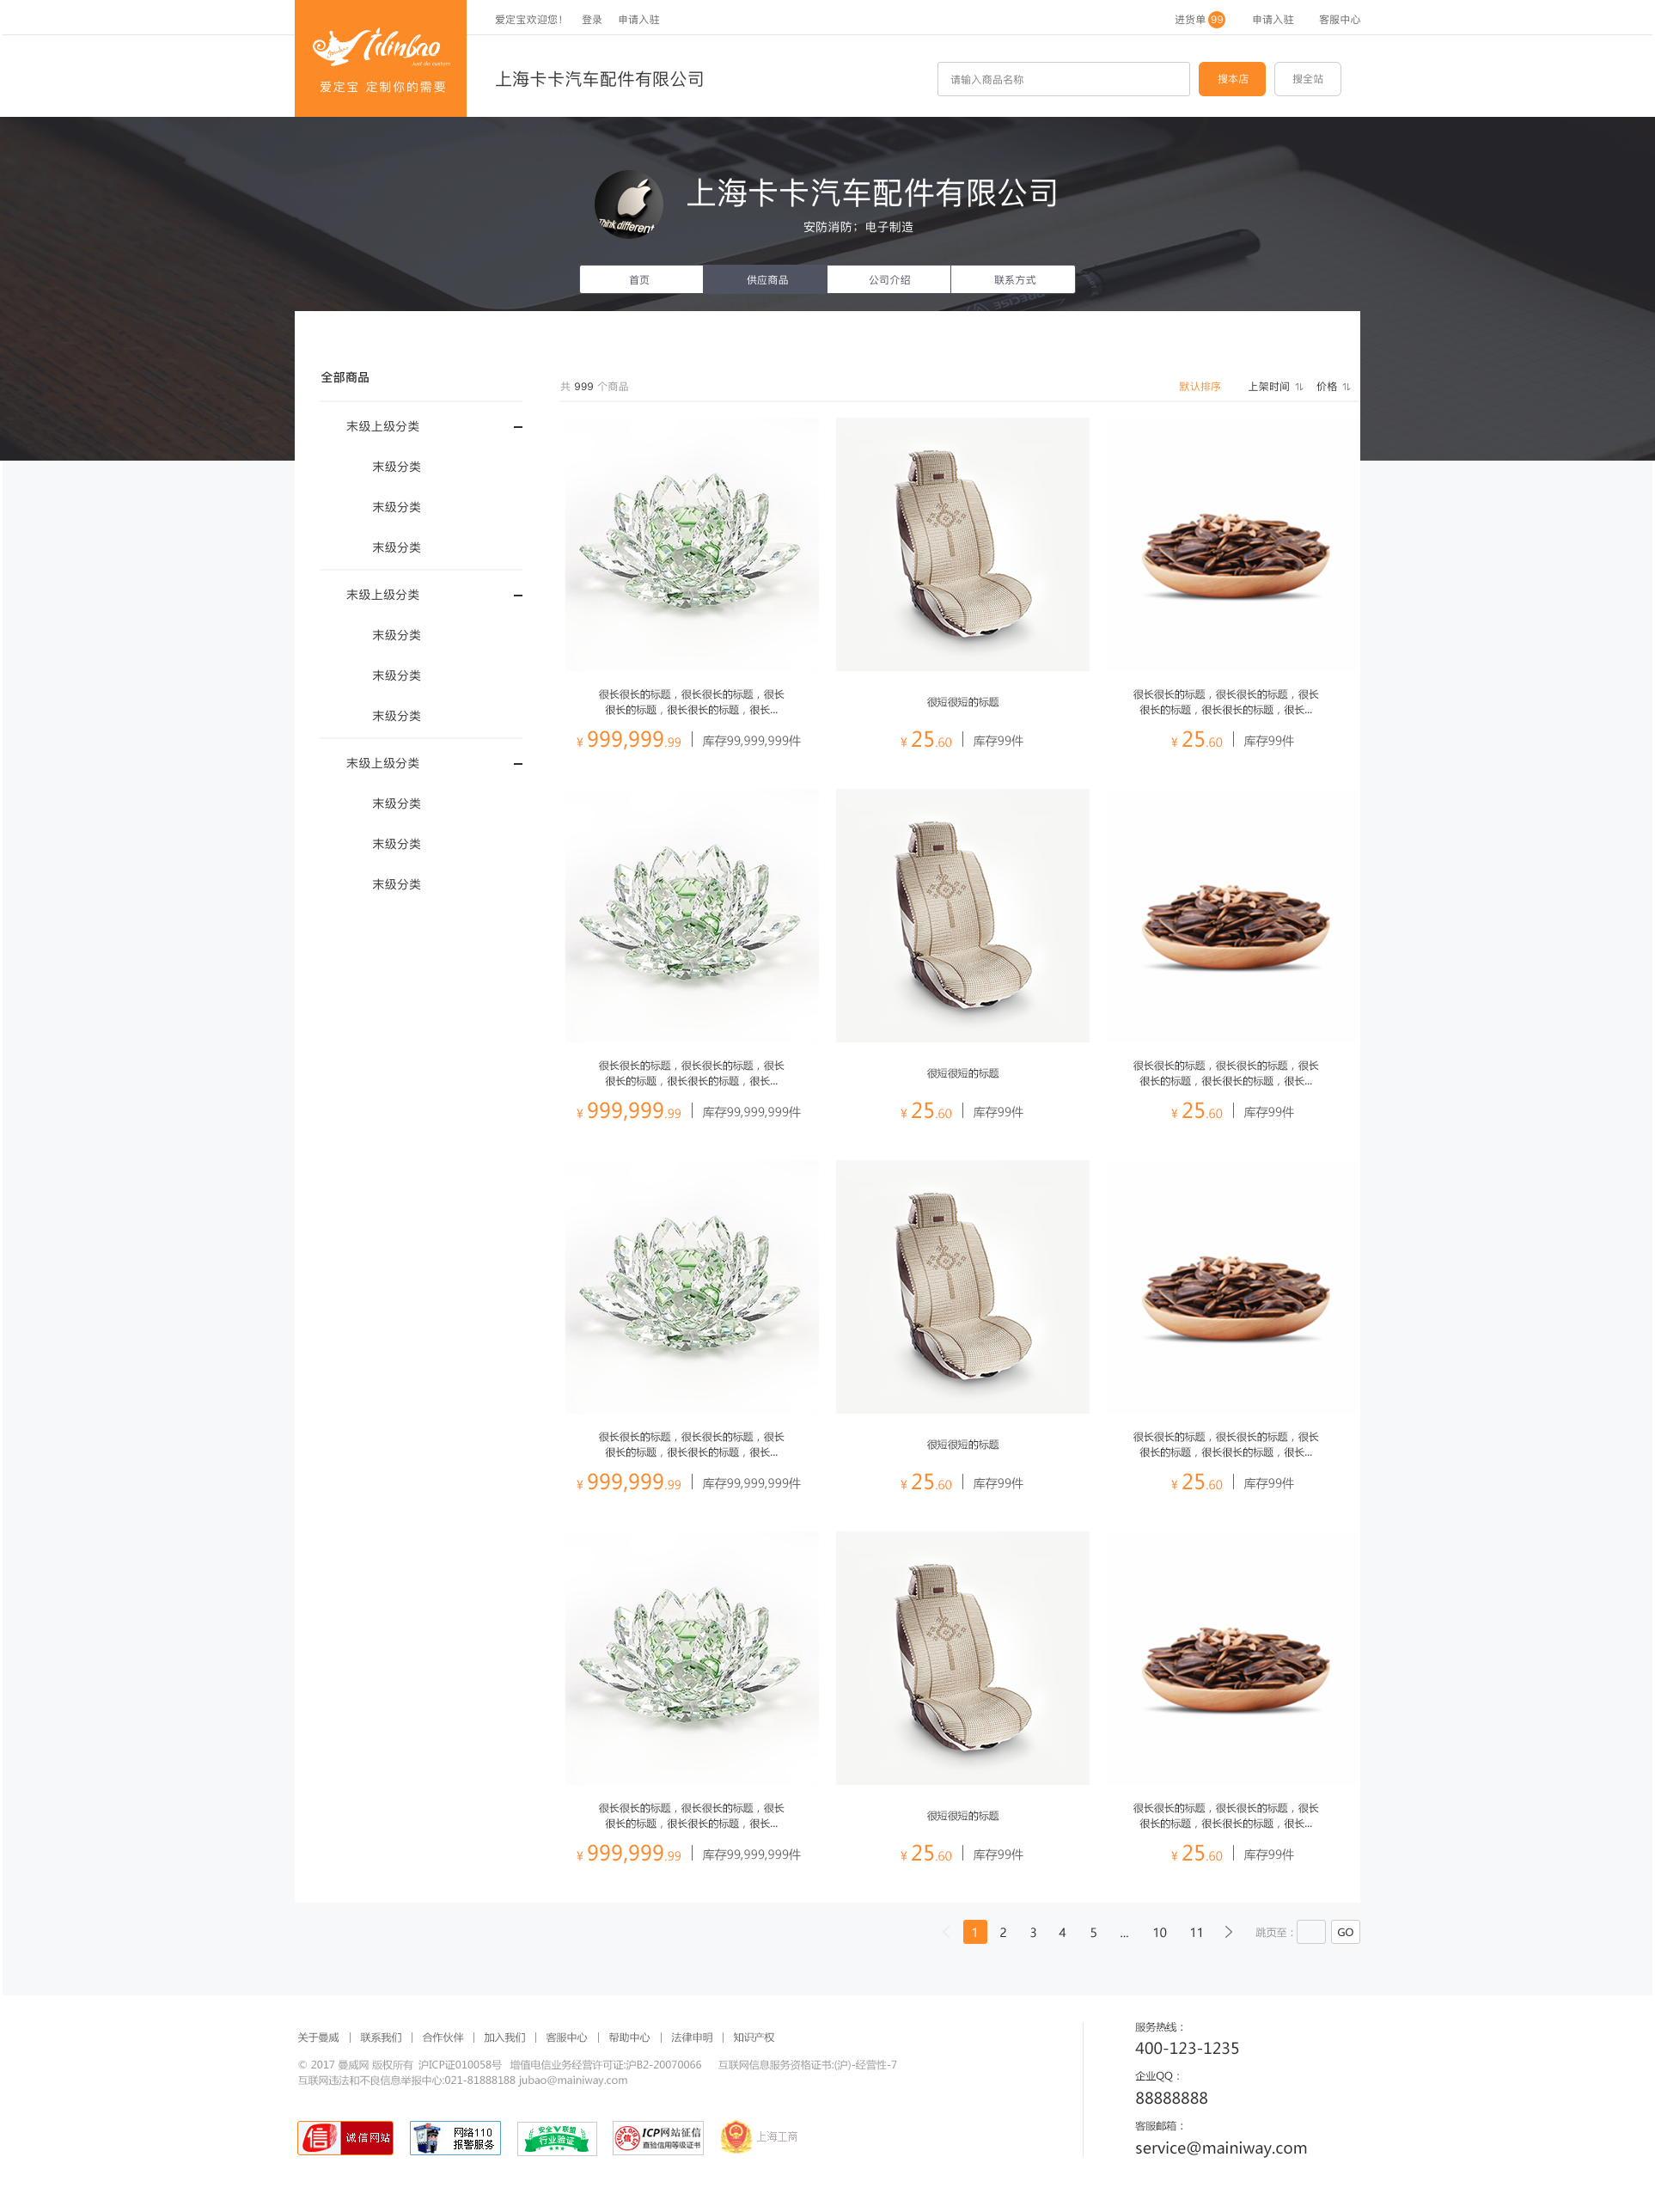 爱定宝欢迎您！ 登录 申请入驻 进货单 99 申请入驻 客服中心
Idinbao
Just do custom
爱定宝 定制你的需要
上海卡卡汽车配件有限公司
请输入商品名称 搜本店 搜全站
Think different
上海卡卡汽车配件有限公司
安防消防；电子制造
首页 供应商品 公司介绍 联系方式
全部商品
末级上级分类
末级分类
末级分类
末级分类
末级上级分类
末级分类
末级分类
末级分类
末级上级分类
末级分类
末级分类
末级分类
共 999 个商品 默认排序 上架时间 价格
很长很长的标题，很长很长的标题，很长
很长的标题，很长很长的标题，很长...
¥ 999,999.99 库存99,999,999件
很短很短的标题
¥ 25.60 库存99件
很长很长的标题，很长很长的标题，很长
很长的标题，很长很长的标题，很长...
¥ 25.60 库存99件
很长很长的标题，很长很长的标题，很长
很长的标题，很长很长的标题，很长...
¥ 999,999.99 库存99,999,999件
很短很短的标题
¥ 25.60 库存99件
很长很长的标题，很长很长的标题，很长
很长的标题，很长很长的标题，很长...
¥ 25.60 库存99件
很长很长的标题，很长很长的标题，很长
很长的标题，很长很长的标题，很长...
¥ 999,999.99 库存99,999,999件
很短很短的标题
¥ 25.60 库存99件
很长很长的标题，很长很长的标题，很长
很长的标题，很长很长的标题，很长...
¥ 25.60 库存99件
很长很长的标题，很长很长的标题，很长
很长的标题，很长很长的标题，很长...
¥ 999,999.99 库存99,999,999件
很短很短的标题
¥ 25.60 库存99件
很长很长的标题，很长很长的标题，很长
很长的标题，很长很长的标题，很长...
¥ 25.60 库存99件
1 2 3 4 5 ... 10 11 跳页至： GO
关于曼威 | 联系我们 | 合作伙伴 | 加入我们 | 客服中心 | 帮助中心 | 法律申明 | 知识产权
© 2017 曼威网 版权所有 沪ICP证010058号 增值电信业务经营许可证:沪B2-20070066 互联网信息服务资格证书:(沪)-经营性-7
互联网违法和不良信息举报中心:021-81888188 jubao@mainiway.com
信 诚信网站
网络110
报警服务
安全V联盟
行业验证
ICP网站征信
直验信用等级证书
上海工商
服务热线：
400-123-1235
企业QQ：
88888888
客服邮箱：
service@mainiway.com